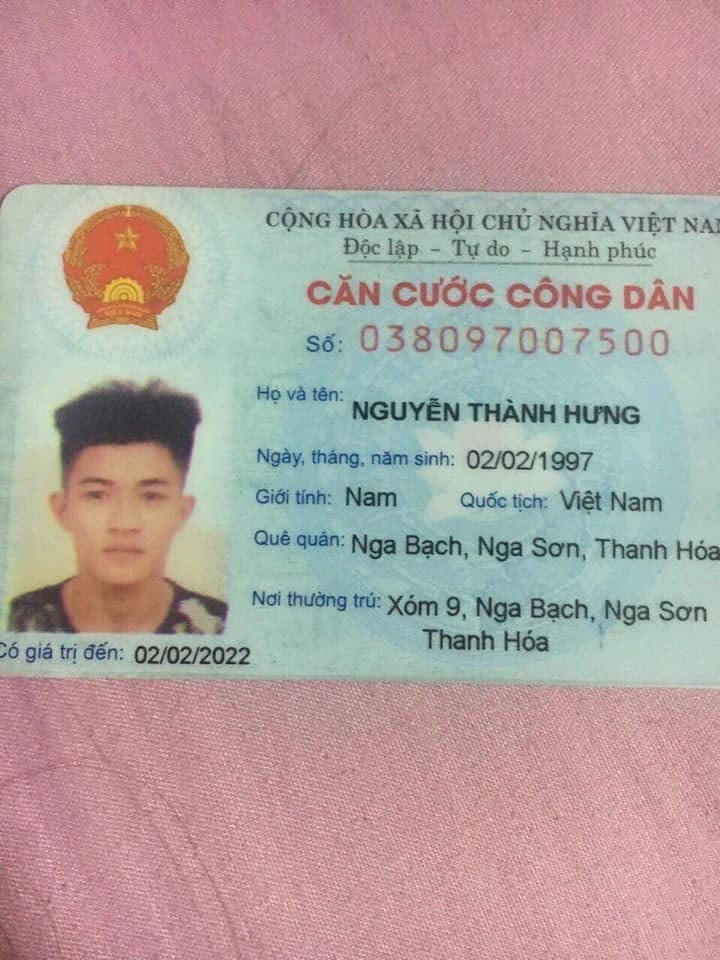 CỘNG HÒA XÃ HỘI CHỦ NGHĨA VIỆT
Độc lập - Tự do - Hạnh phúc
CĂN CƯỚC CÔNG DÂN
Số: 038097007500
Họ và tên: NGUYỄN THÀNH HƯNG
Ngày, tháng, năm sinh: 02/02/1997
Giới tính: Nam Quốc tịch: Việt Nam
Quê quán: Nga Bạch, Nga Sơn, Thanh Hóa
Nơi thường trú: Xóm 9, Nga Bạch, Nga Sơn
Thanh Hóa
Có giá trị đến: 02/02/2022
VIỆT NAM